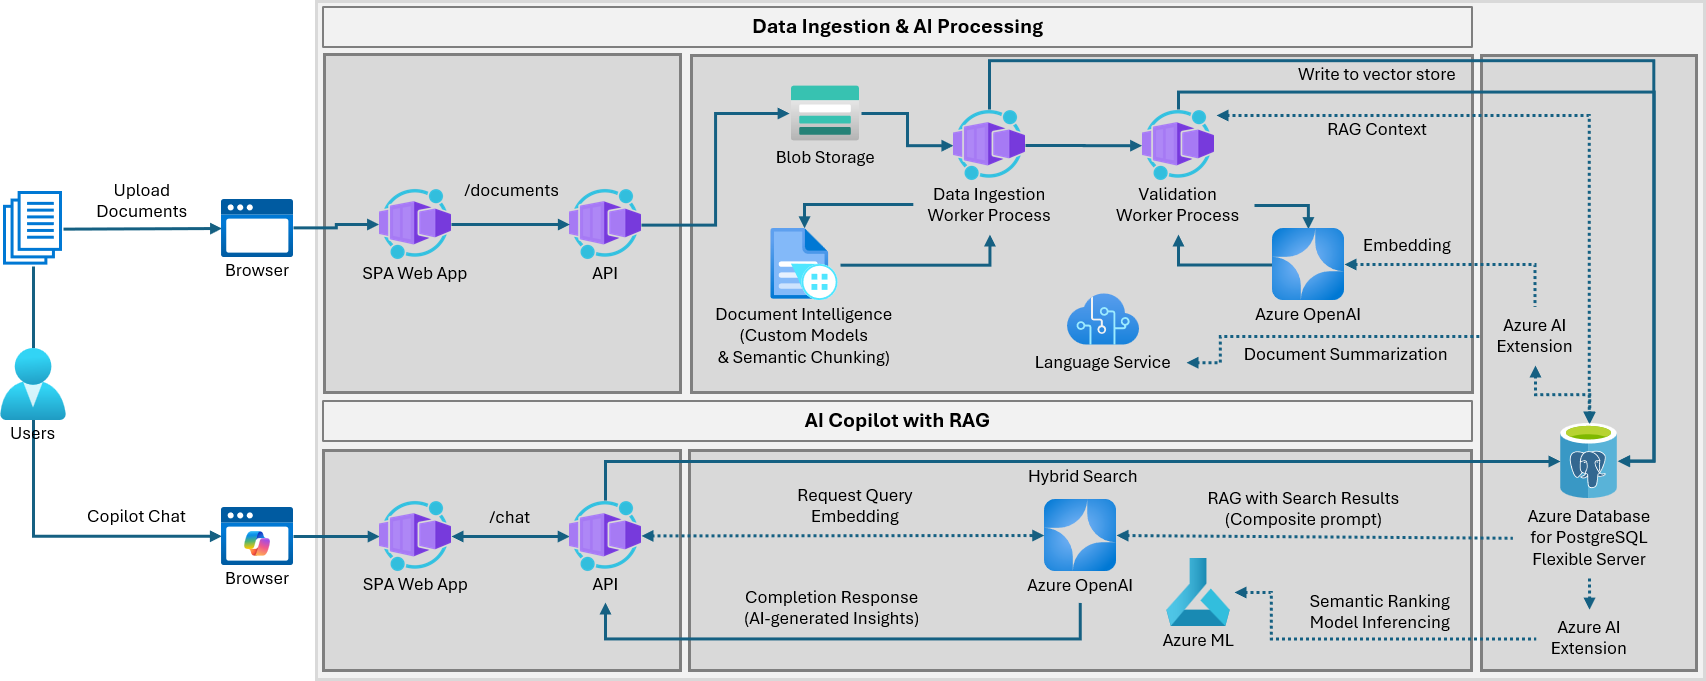 Data Ingestion & AI Processing
Write to vector store
RAG Context
Blob Storage
Upload
Documents
/documents
Data Ingestion
Worker Process
Validation
Worker Process
Browser
SPA Web App
API
Embedding
Document Intelligence
(Custom Models
& Semantic Chunking)
Azure OpenAI
Language Service
Document Summarization
Azure AI
Extension
Users
AI Copilot with RAG
Hybrid Search
Copilot Chat
/chat
Request Query
Embedding
RAG with Search Results
(Composite prompt)
Azure Database
for PostgreSQL
Flexible Server
Browser
SPA Web App
API
Azure OpenAI
Completion Response
(AI-generated Insights)
Azure ML
Semantic Ranking
Model Inferencing
Azure AI
Extension